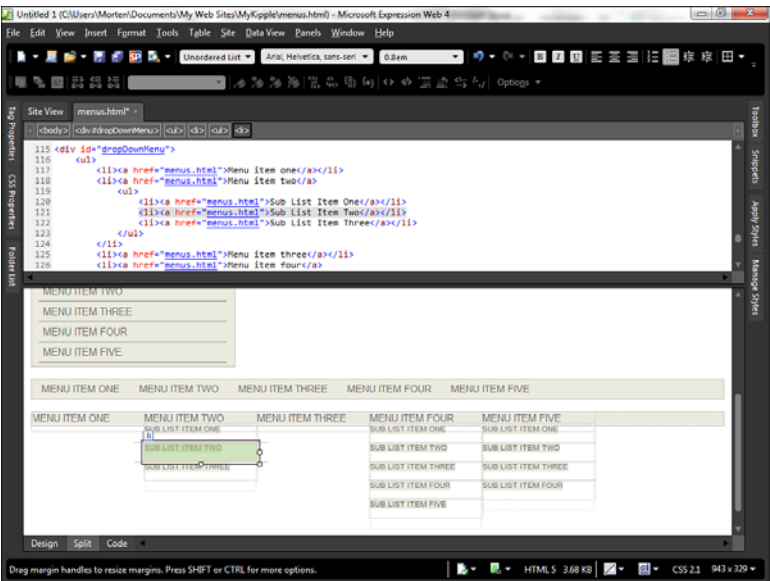 Untitled 1 (C:\Users\Morten\Documents\My Web Sites\MyKipple\menus.html) - Microsoft Expression Web 4
File Edit View Insert Format Tools Table Site Data View Panels Window Help
Unordered List Arial, Helvetica, sans-seri 0.8em
Options
Site View menus.html*
<body> <div#dropDownMenu> <ul> <li> <ul> <li>
115 <div id="dropDownMenu">
116 <ul>
117 <li><a href="menus.html">Menu item one</a></li>
118 <li><a href="menus.html">Menu item two</a>
119 <ul>
120 <li><a href="menus.html">Sub List Item One</a></li>
121 <li><a href="menus.html">Sub List Item Two</a></li>
122 <li><a href="menus.html">Sub List Item Three</a></li>
123 </ul>
124 </li>
125 <li><a href="menus.html">Menu item three</a></li>
126 <li><a href="menus.html">Menu item four</a>
Tag Properties
CSS Properties
Folder List
Toolbox
Snippets
Apply Styles
Manage Styles
MENU ITEM TWO
MENU ITEM THREE
MENU ITEM FOUR
MENU ITEM FIVE
MENU ITEM ONE MENU ITEM TWO MENU ITEM THREE MENU ITEM FOUR MENU ITEM FIVE
MENU ITEM ONE MENU ITEM TWO MENU ITEM THREE MENU ITEM FOUR MENU ITEM FIVE
SUB LIST ITEM ONE SUB LIST ITEM ONE SUB LIST ITEM ONE
li
SUB LIST ITEM TWO SUB LIST ITEM TWO SUB LIST ITEM TWO
SUB LIST ITEM THREE SUB LIST ITEM THREE SUB LIST ITEM THREE
SUB LIST ITEM FOUR SUB LIST ITEM FOUR
SUB LIST ITEM FIVE
Design Split Code
Drag margin handles to resize margins. Press SHIFT or CTRL for more options. HTML 5 3.68 KB CSS 2.1 943 x 329